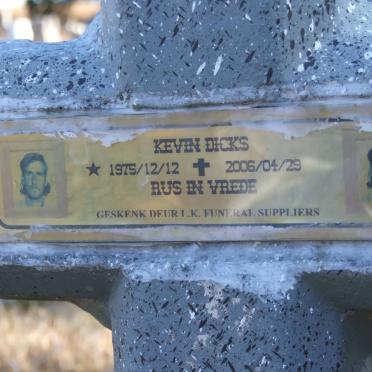 KEVIN DICKS
★ 1975/12/12 ✝ 2006/04/29
RUS IN VREDE
GESKENK DEUR L.K. FUNERAL SUPPLIERS